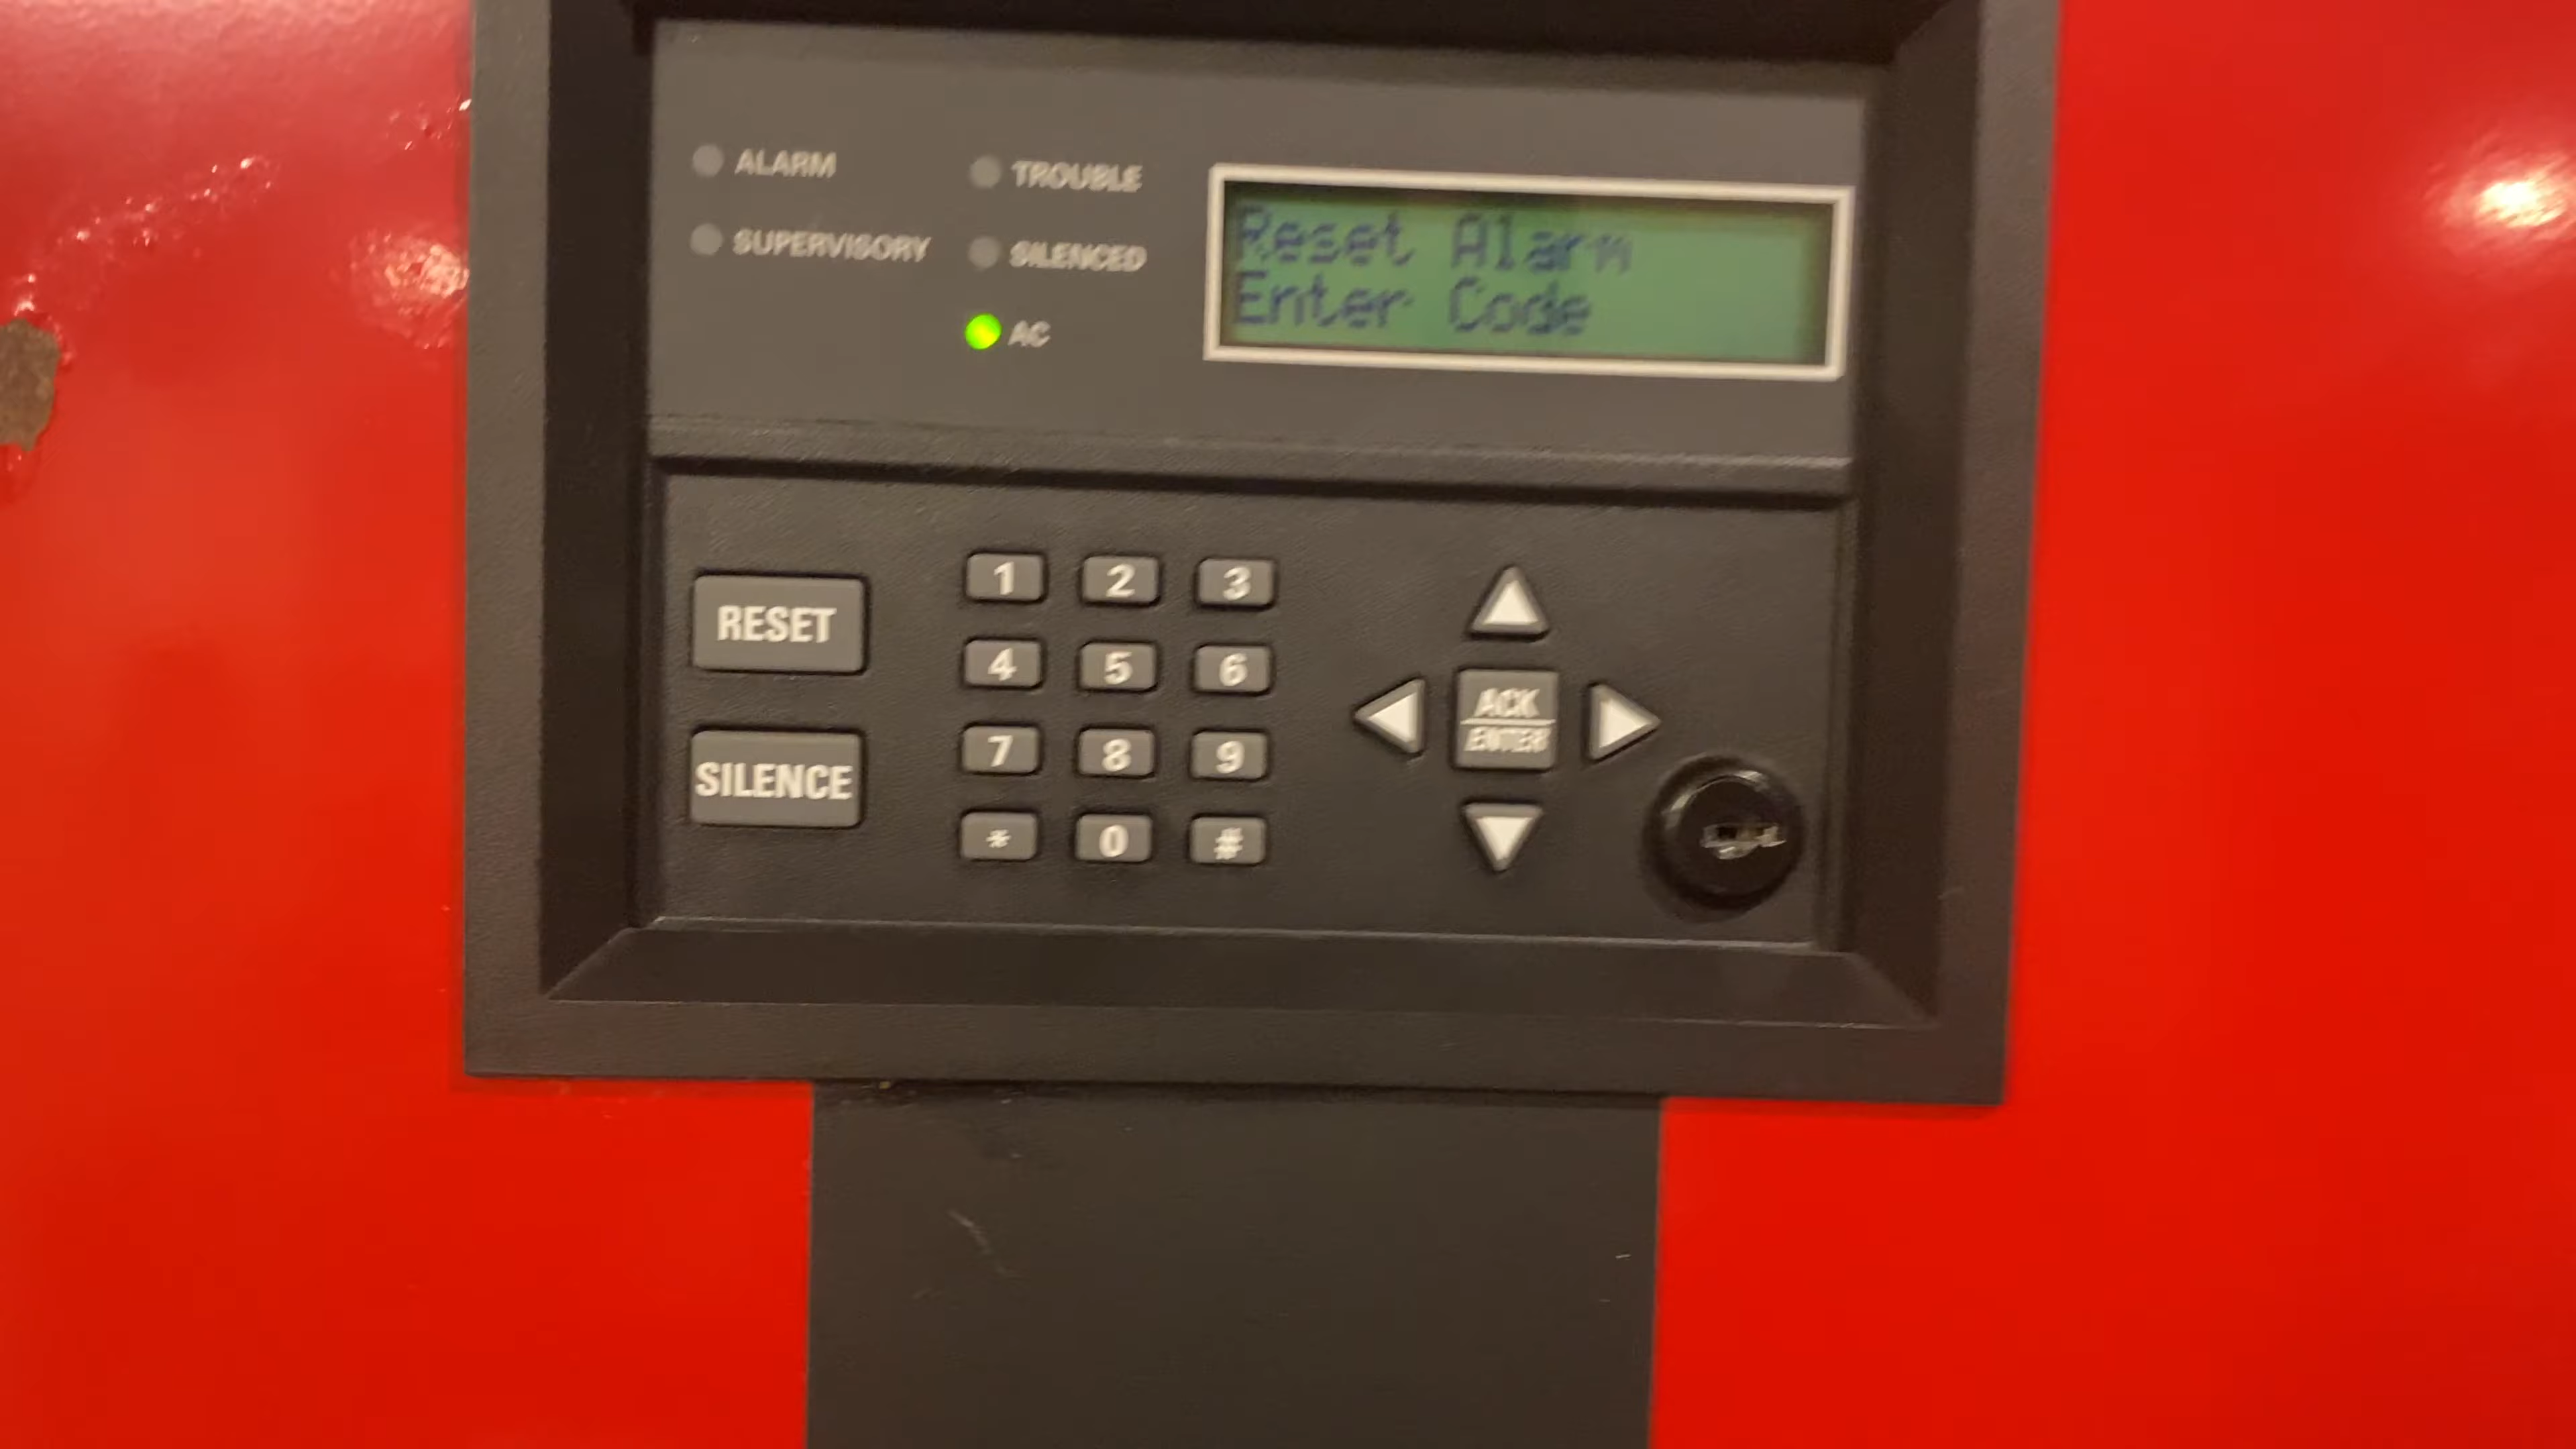 ALARM
TROUBLE
SUPERVISORY
SILENCED
AC
Reset Alarm
Enter Code
RESET
SILENCE
1 2 3
4 5 6
7 8 9
* 0 #
ACK
ENTER